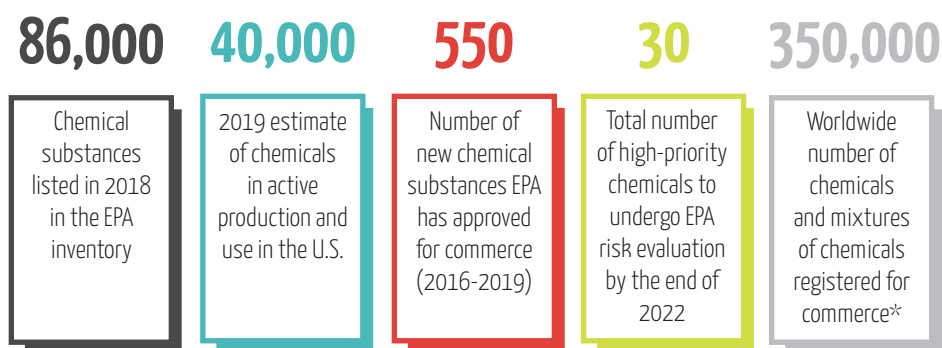 86,000
Chemical
substances
listed in 2018
in the EPA
inventory
40,000
2019 estimate
of chemicals
in active
production and
use in the U.S.
550
Number of
new chemical
substances EPA
has approved
for commerce
(2016-2019)
30
Total number
of high-priority
chemicals to
undergo EPA
risk evaluation
by the end of
2022
350,000
Worldwide
number of
chemicals
and mixtures
of chemicals
registered for
commerce*